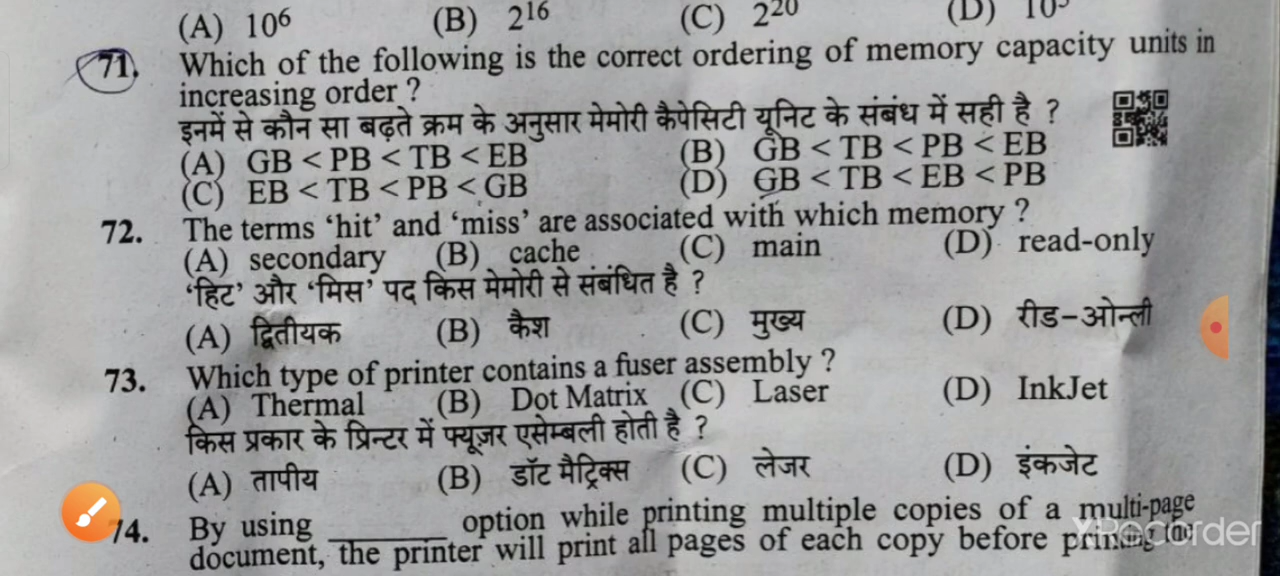 (A) 10⁶ (B) 2¹⁶ (C) 2²⁰ (D) 10
71. Which of the following is the correct ordering of memory capacity units in
increasing order ?
इनमें से कौन सा बढ़ते क्रम के अनुसार मेमोरी कैपेसिटी यूनिट के संबंध में सही है ?
(A) GB < PB < TB < EB (B) GB < TB < PB < EB
(C) EB < TB < PB < GB (D) GB < TB < EB < PB
72. The terms ‘hit’ and ‘miss’ are associated with which memory ?
(A) secondary (B) cache (C) main (D) read-only
‘हिट’ और ‘मिस’ पद किस मेमोरी से संबंधित है ?
(A) द्वितीयक (B) कैश (C) मुख्य (D) रीड-ओन्ली
73. Which type of printer contains a fuser assembly ?
(A) Thermal (B) Dot Matrix (C) Laser (D) InkJet
किस प्रकार के प्रिन्टर में फ्यूज़र एसेम्बली होती है ?
(A) तापीय (B) डॉट मैट्रिक्स (C) लेजर (D) इंकजेट
74. By using ______ option while printing multiple copies of a multi-page
document, the printer will print all pages of each copy before printing the
XRecorder